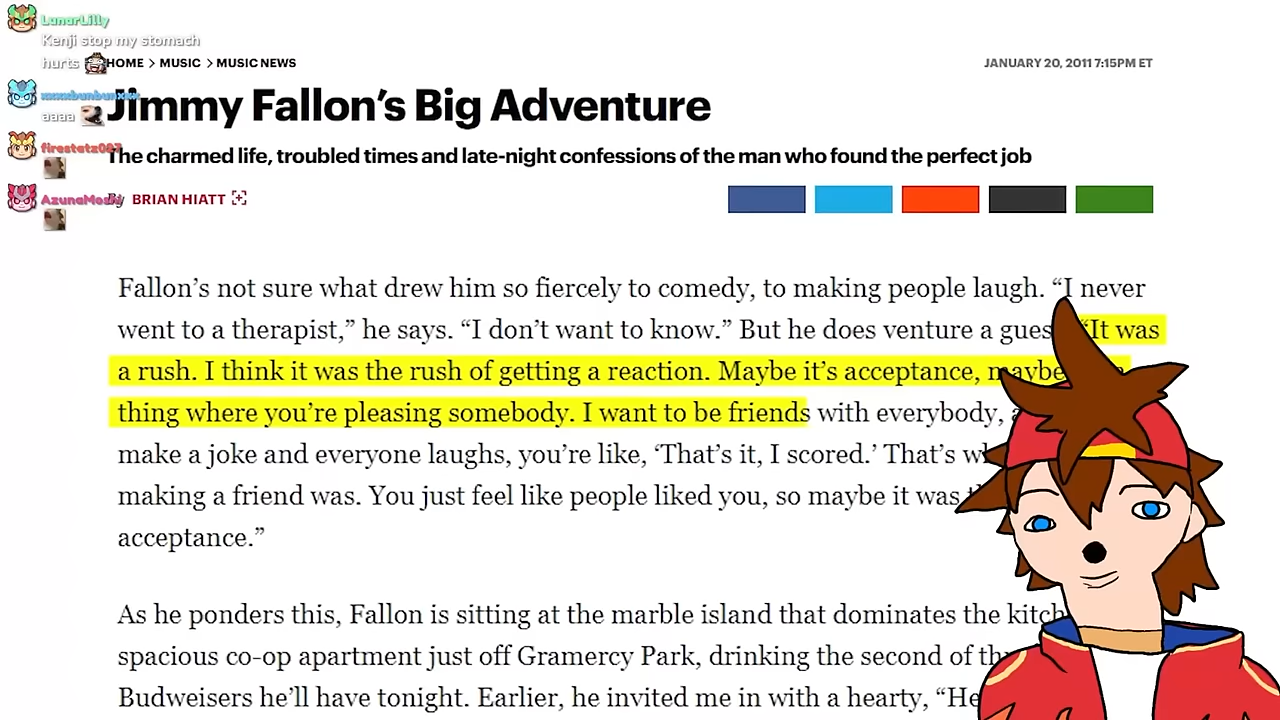 LunarLilly
Kenji stop my stomach
hurts
HOME > MUSIC > MUSIC NEWS
JANUARY 20, 2011 7:15PM ET
Jimmy Fallon's Big Adventure
aaaa
The charmed life, troubled times and late-night confessions of the man who found the perfect job
By BRIAN HIATT
Fallon's not sure what drew him so fiercely to comedy, to making people laugh. “I never
went to a therapist,” he says. “I don't want to know.” But he does venture a “It was
a rush. I think it was the rush of getting a reaction. Maybe it's acceptance, maybe
thing where you're pleasing somebody. I want to be friends with everybody,
make a joke and everyone laughs, you're like, ‘That's it, I scored.’ That's
making a friend was. You just feel like people liked you, so maybe it was
acceptance.”
As he ponders this, Fallon is sitting at the marble island that dominates the
spacious co-op apartment just off Gramercy Park, drinking the second of
Budweisers he'll have tonight. Earlier, he invited me in with a hearty,